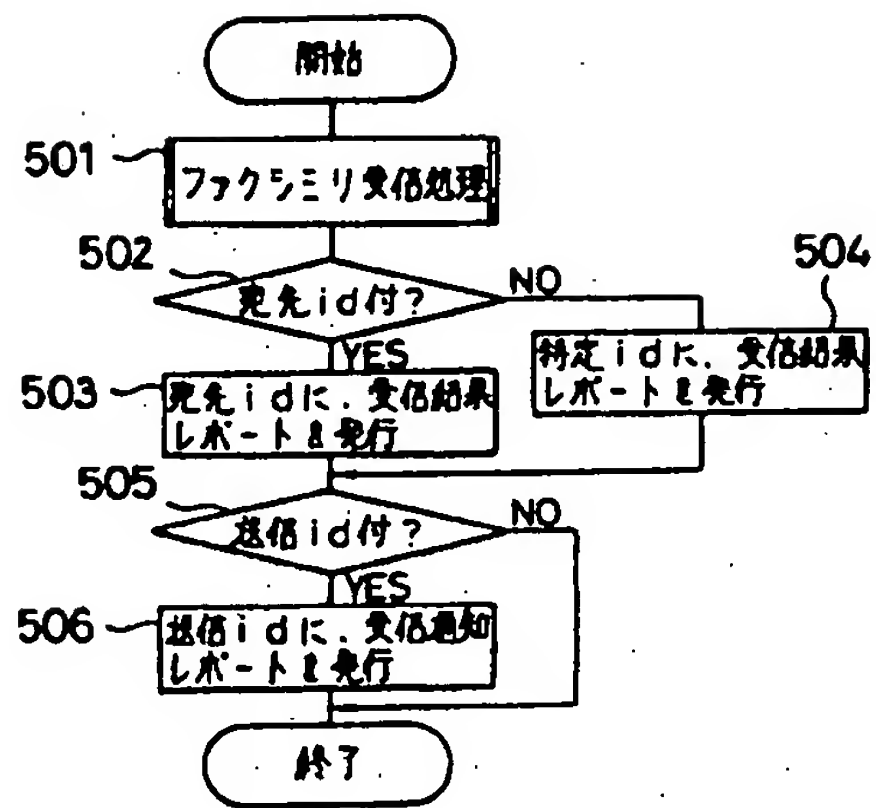 開始
501
ファクシミリ受信処理
502
宛先id付?
NO
504
YES
特定idに、受信結果
レポートを発行
503
宛先idに、受信結果
レポートを発行
505
送信id付?
NO
YES
506
送信idに、受信通知
レポートを発行
終了